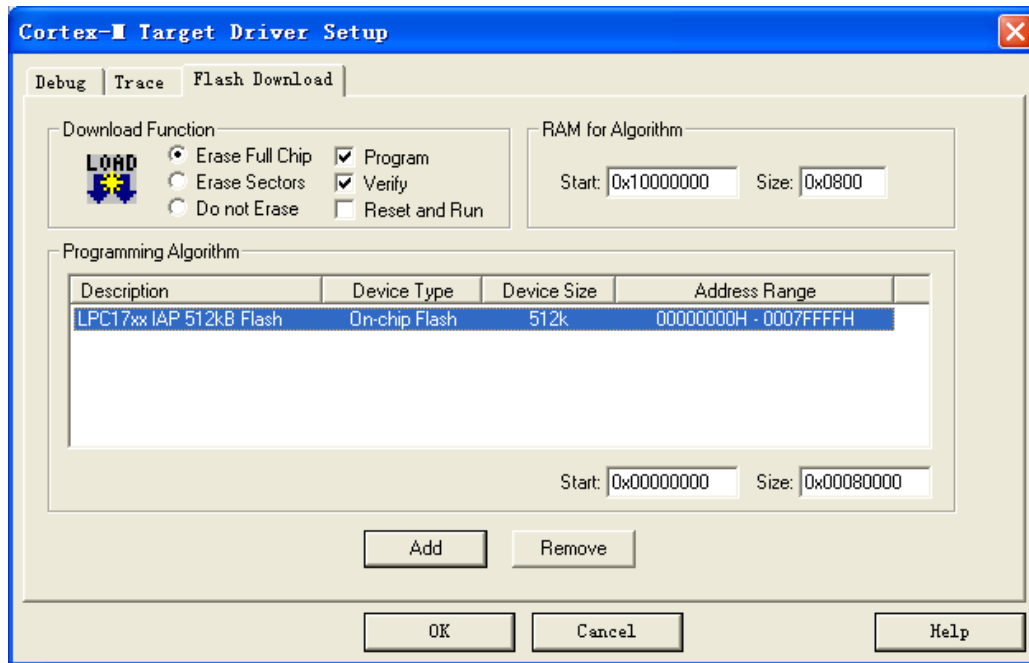 Cortex-M Target Driver Setup
Debug Trace Flash Download
Download Function
LOAD
Erase Full Chip Program
Erase Sectors Verify
Do not Erase Reset and Run
RAM for Algorithm
Start: 0x10000000 Size: 0x0800
Programming Algorithm
Description Device Type Device Size Address Range
LPC17xx IAP 512kB Flash On-chip Flash 512k 00000000H - 0007FFFFH
Start: 0x00000000 Size: 0x00080000
Add Remove
OK Cancel Help